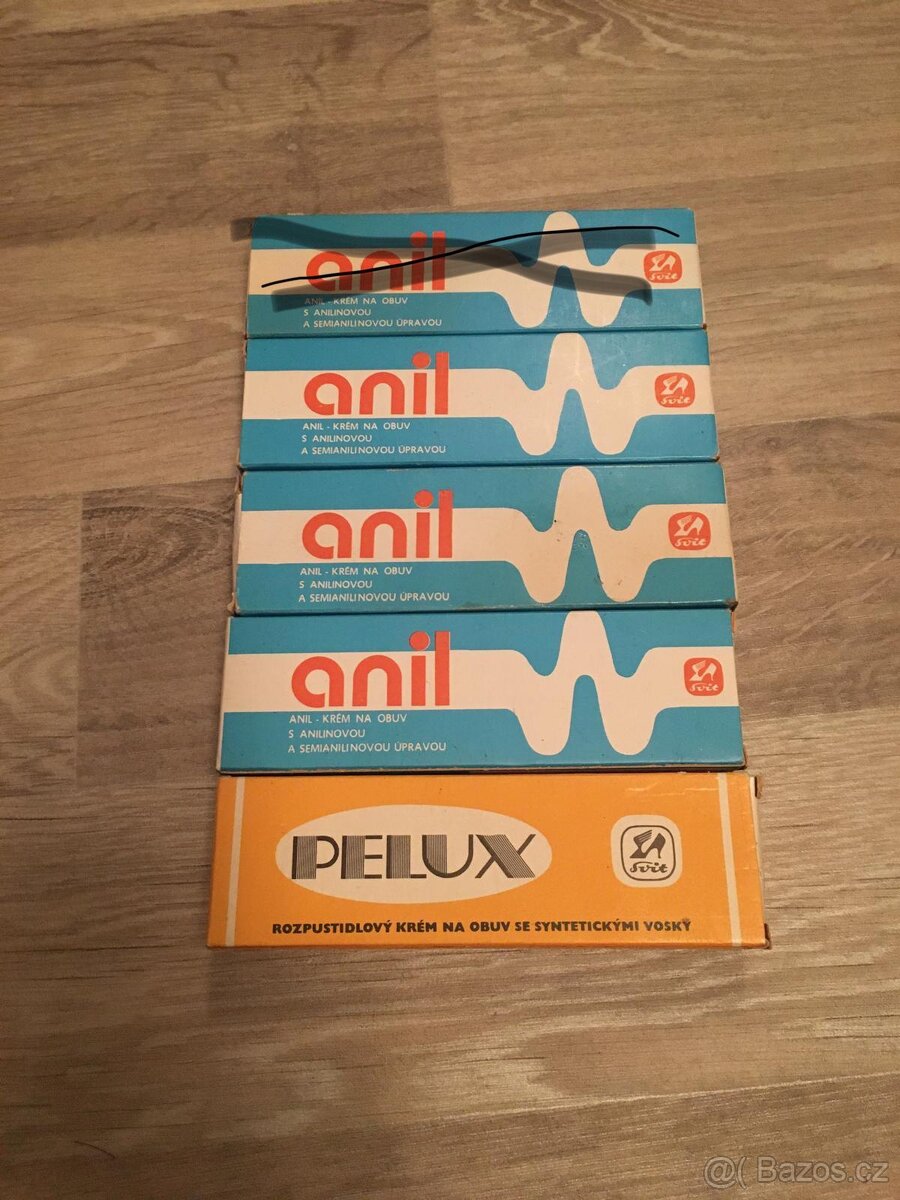 anil
Svit
ANIL - KRÉM NA OBUV
S ANILINOVOU
A SEMIANILINOVOU ÚPRAVOU
anil
Svit
ANIL - KRÉM NA OBUV
S ANILINOVOU
A SEMIANILINOVOU ÚPRAVOU
anil
Svit
ANIL - KRÉM NA OBUV
S ANILINOVOU
A SEMIANILINOVOU ÚPRAVOU
anil
Svit
ANIL - KRÉM NA OBUV
S ANILINOVOU
A SEMIANILINOVOU ÚPRAVOU
PELUX
Svit
ROZPUSTIDLOVÝ KRÉM NA OBUV SE SYNTETICKÝMI VOSKY
@( Bazos.cz